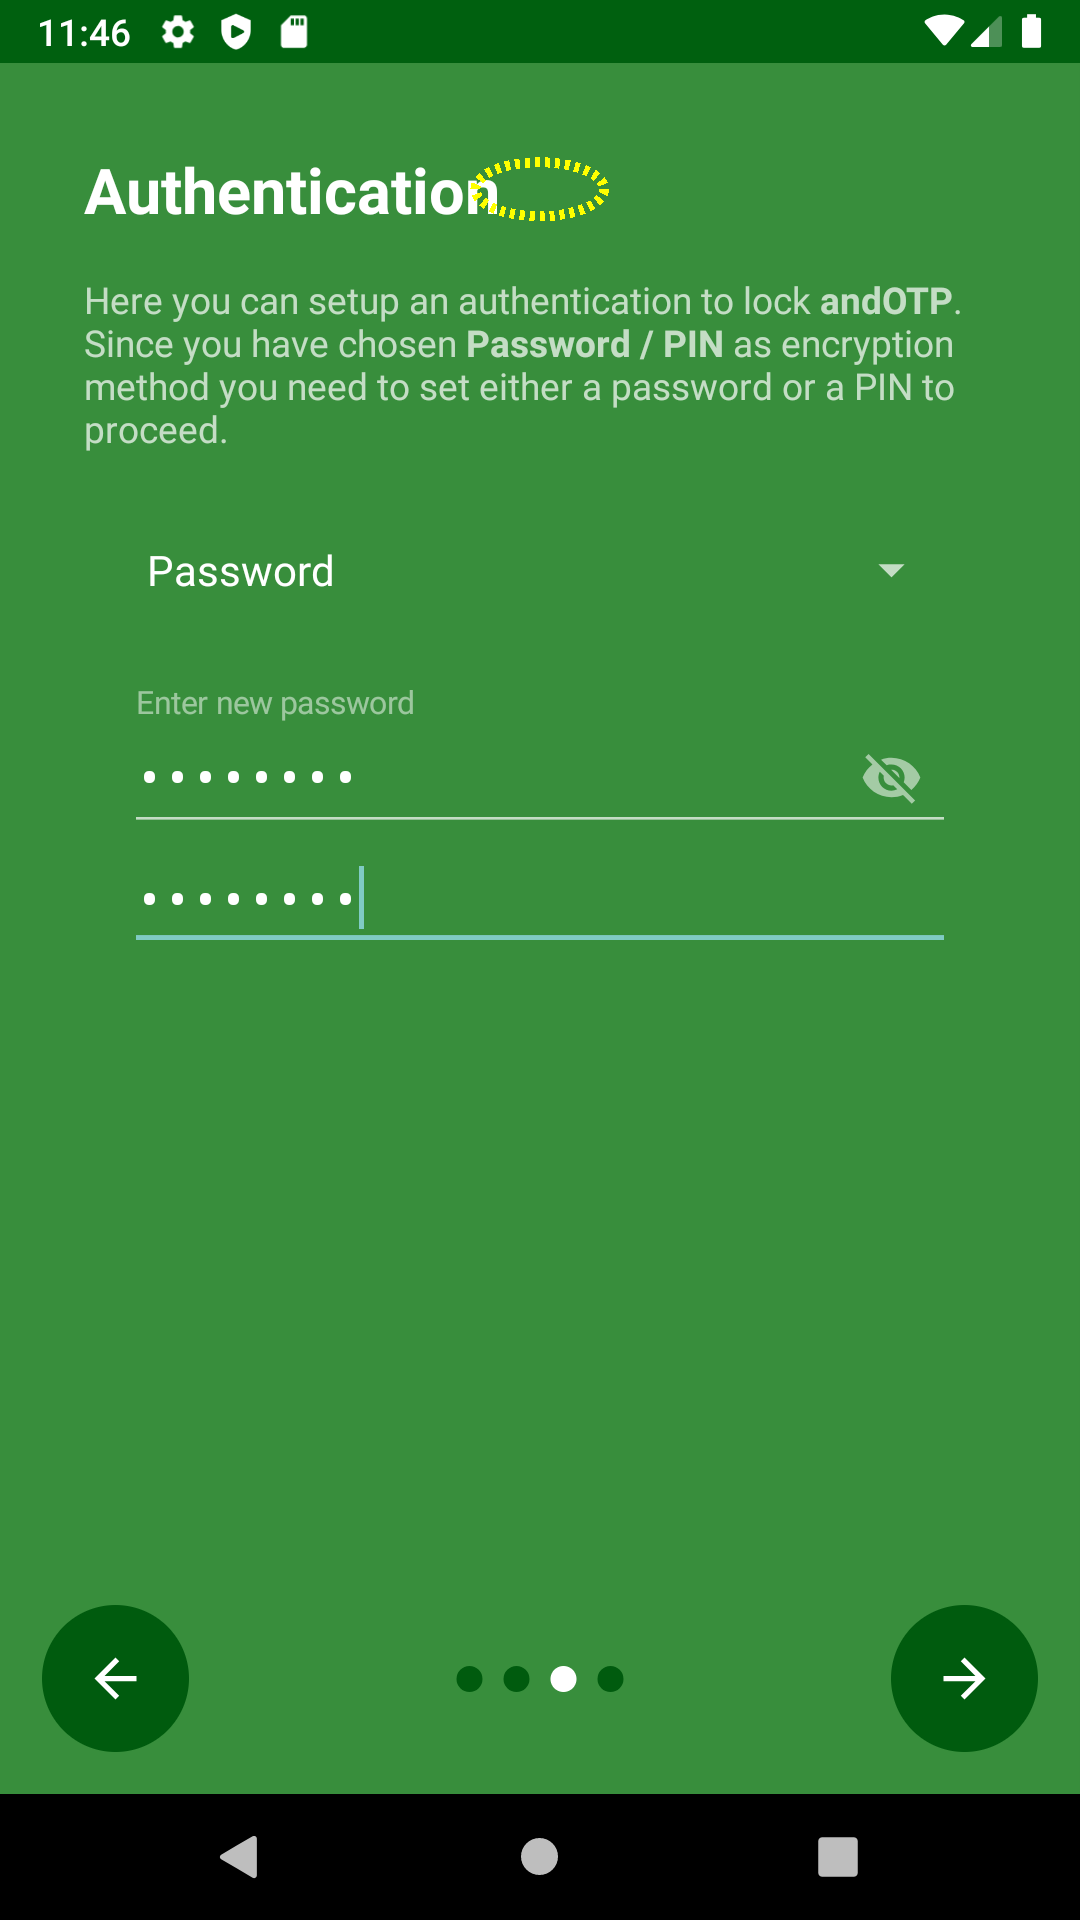 11:46
Authentication
Here you can setup an authentication to lock andOTP.
Since you have chosen Password / PIN as encryption
method you need to set either a password or a PIN to
proceed.
Password
Enter new password
••••••••
••••••••